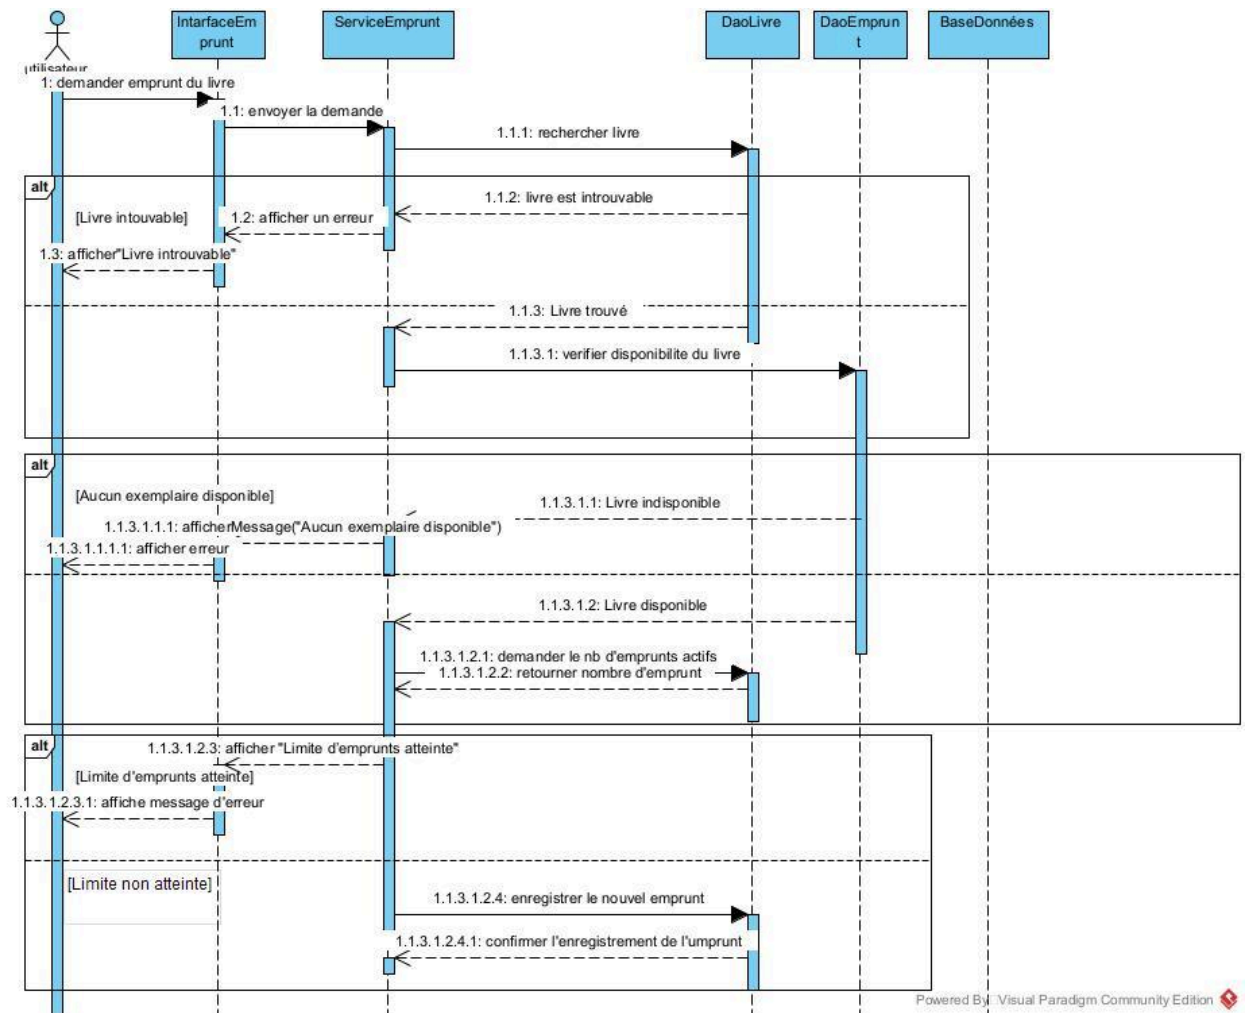 IntarfaceEm
prunt
ServiceEmprunt
DaoLivre
DaoEmprun
t
BaseDonnées
utilisateur
1: demander emprunt du livre
1.1: envoyer la demande
1.1.1: rechercher livre
alt
1.1.2: livre est introuvable
[Livre intouvable]
1.2: afficher un erreur
1.3: afficher"Livre introuvable"
1.1.3: Livre trouvé
1.1.3.1: verifier disponibilite du livre
alt
[Aucun exemplaire disponible]
1.1.3.1.1: Livre indisponible
1.1.3.1.1.1: afficherMessage("Aucun exemplaire disponible")
1.1.3.1.1.1.1: afficher erreur
1.1.3.1.2: Livre disponible
1.1.3.1.2.1: demander le nb d'emprunts actifs
1.1.3.1.2.2: retourner nombre d'emprunt
alt
1.1.3.1.2.3: afficher "Limite d'emprunts atteinte"
[Limite d'emprunts atteinte]
1.1.3.1.2.3.1: affiche message d'erreur
[Limite non atteinte]
1.1.3.1.2.4: enregistrer le nouvel emprunt
1.1.3.1.2.4.1: confirmer l'enregistrement de l'umprunt
Powered By Visual Paradigm Community Edition